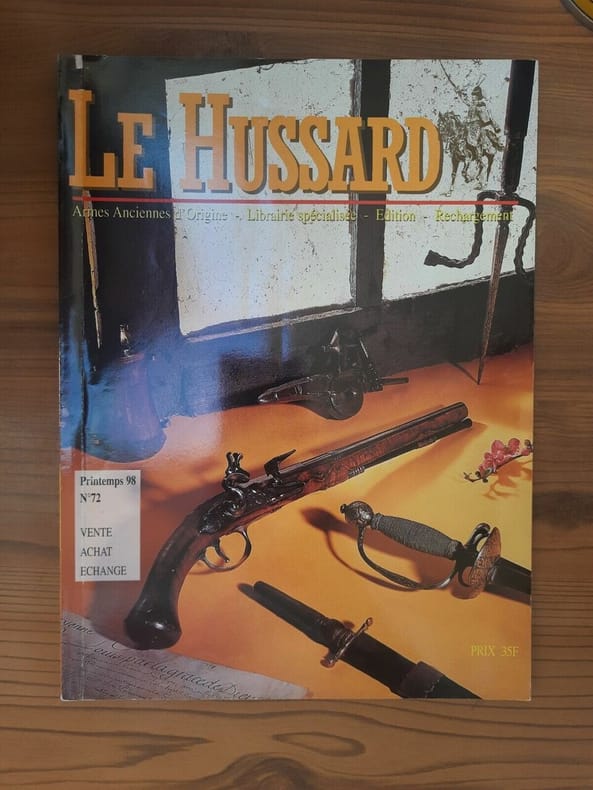 LE HUSSARD
Armes Anciennes d'Origine - Librairie spécialisée - Edition - Rechargement
Printemps 98
N°72
VENTE
ACHAT
ECHANGE
PRIX 35F